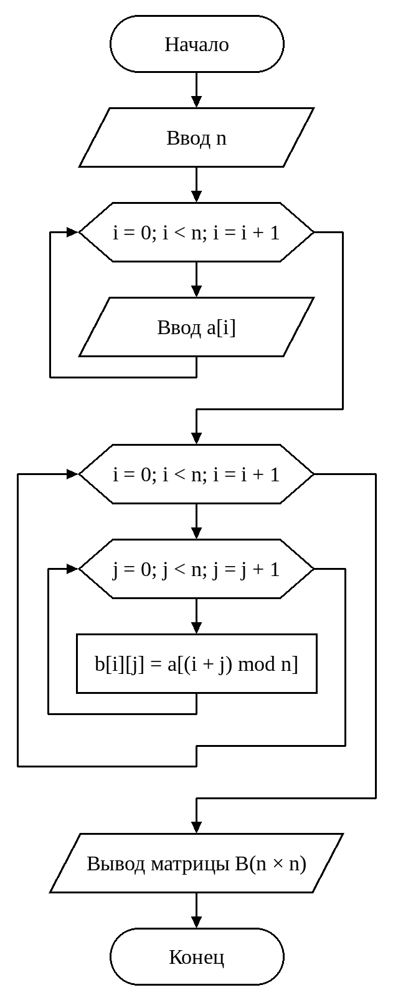 Начало
Ввод n
i = 0; i < n; i = i + 1
Ввод a[i]
i = 0; i < n; i = i + 1
j = 0; j < n; j = j + 1
b[i][j] = a[(i + j) mod n]
Вывод матрицы B(n × n)
Конец